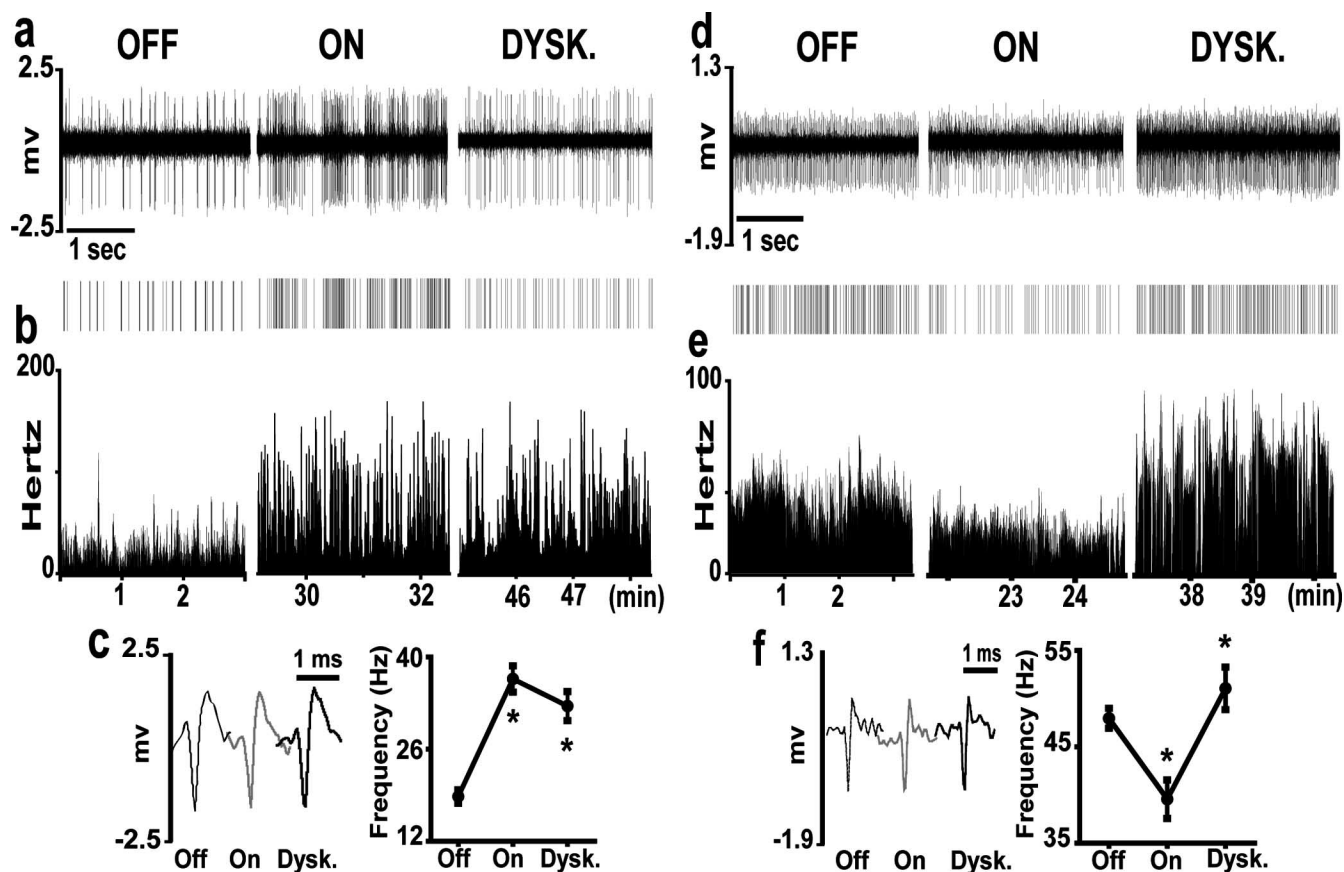 a
OFF ON DYSK.
2.5
mv
-2.5
1 sec
b
200
Hertz
0
1 2 30 32 46 47 (min)
c
2.5
mv
-2.5
1 ms
Off On Dysk.
40
Frequency (Hz)
26
12
* *
Off On Dysk.
d
OFF ON DYSK.
1.3
mv
-1.9
1 sec
e
100
Hertz
0
1 2 23 24 38 39 (min)
f
1.3
mv
-1.9
1 ms
Off On Dysk.
55
Frequency (Hz)
45
35
* *
Off On Dysk.